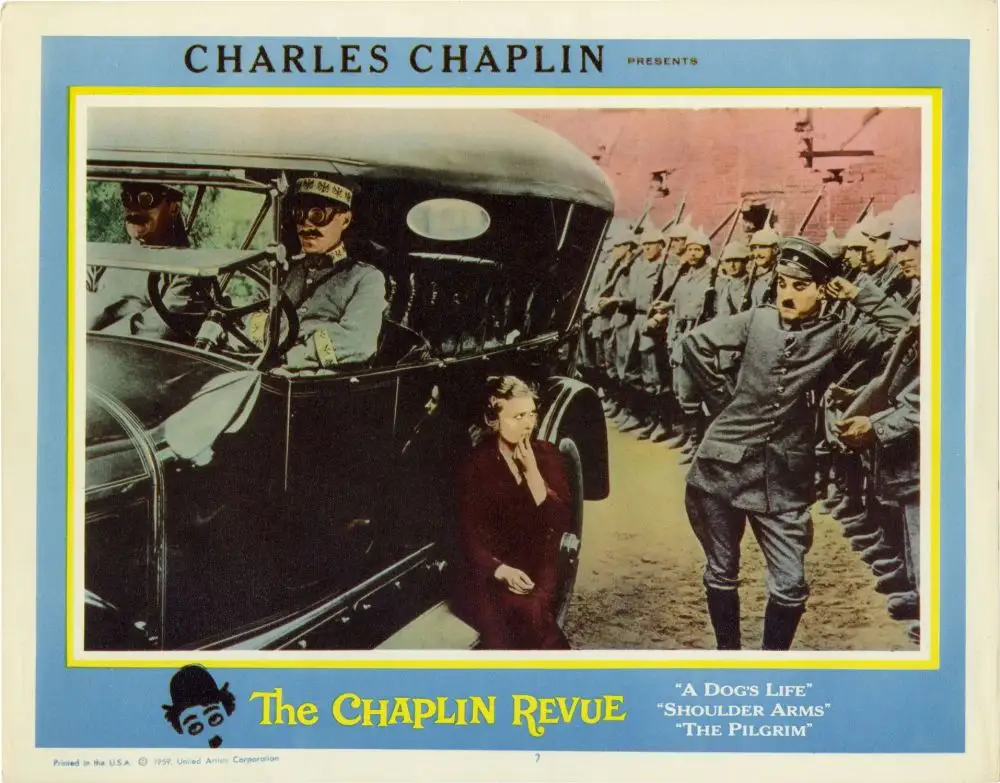 CHARLES CHAPLIN PRESENTS
The CHAPLIN REVUE
"A DOG'S LIFE"
"SHOULDER ARMS"
"THE PILGRIM"
Printed in the U.S.A. © 1959, United Artists Corporation
7